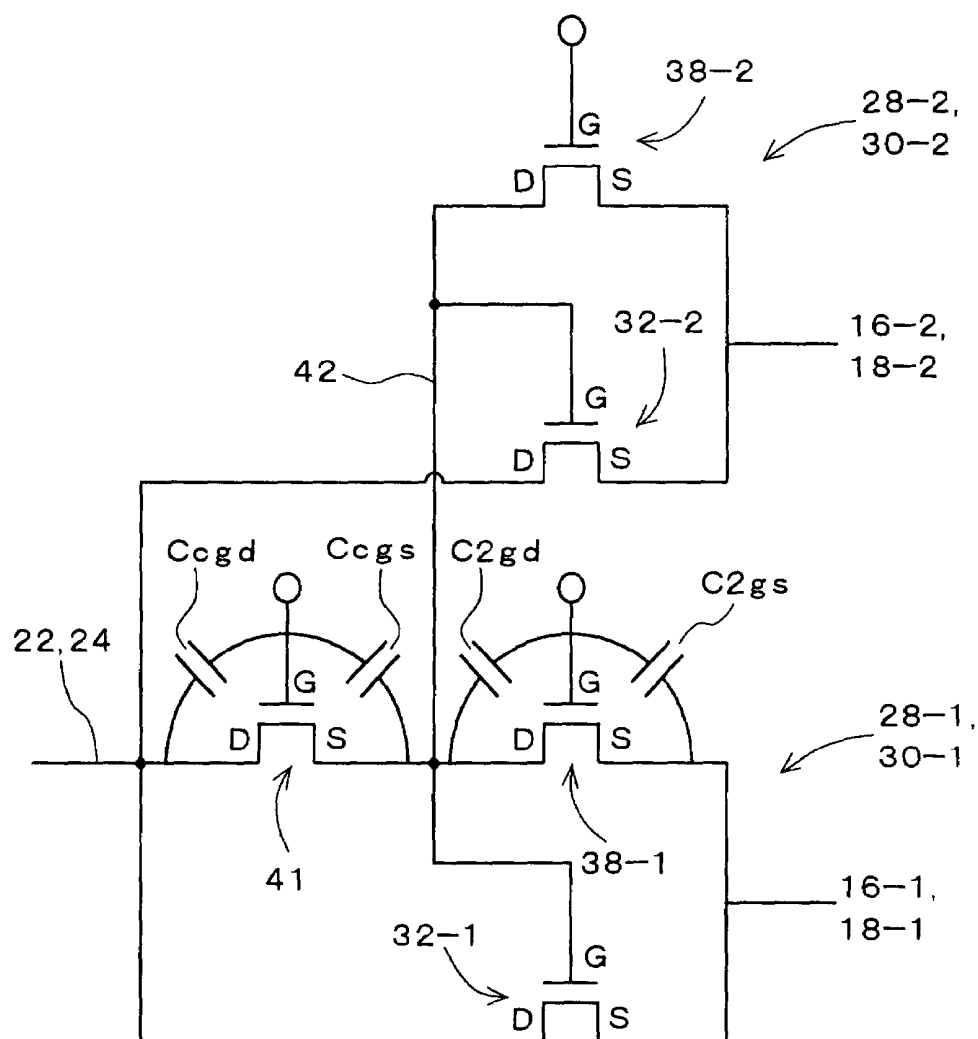 38-2
28-2,
30-2
G
D S
32-2
16-2,
18-2
42
G
D S
Ccgd Ccgs C2gd C2gs
22,24
G G
D S D S
28-1,
30-1
41
38-1
16-1,
18-1
32-1
G
D S